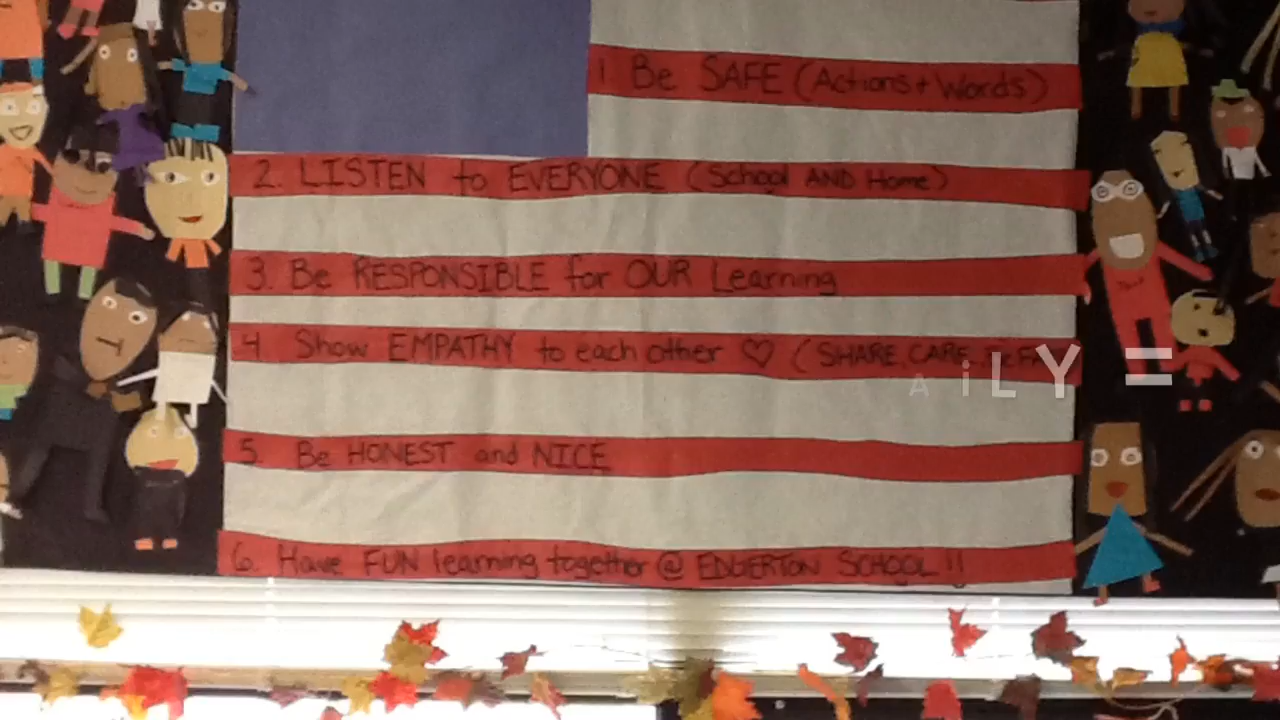 1. Be SAFE (Actions + Words)
2. LISTEN to EVERYONE (School AND Home)
3. Be RESPONSIBLE for OUR Learning
4. Show EMPATHY to each other ♡ (SHARE, CARE,
AiLY =
5. Be HONEST and NICE
6. Have FUN learning together @ EDGERTON SCHOOL!!